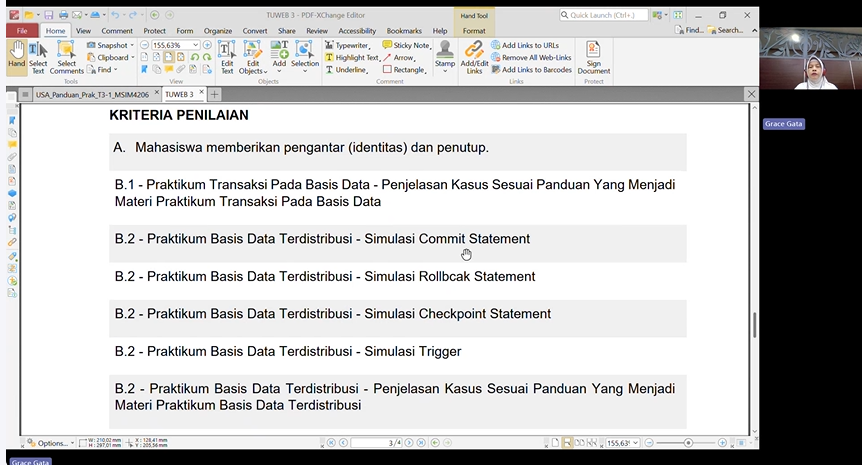 TUWEB 3 - PDF-XChange Editor
Hand Tool
Quick Launch (Ctrl+.)
File Home View Comment Protect Form Organize Convert Share Review Accessibility Bookmarks Help Format
Find... Search...
Hand
Select Text
Select Comments
Snapshot
Clipboard
Find
Tools
155,63%
View
Edit Text
Edit Objects
Add
Selection
Objects
Typewriter
Highlight Text
Underline
Sticky Note
Arrow
Rectangle
Comment
Stamp
Add/Edit Links
Add Links to URLs
Remove All Web-Links
Add Links to Barcodes
Links
Sign Document
Protect
USA_Panduan_Prak_T3-1_MSIM4206 TUWEB 3
KRITERIA PENILAIAN
A. Mahasiswa memberikan pengantar (identitas) dan penutup.
B.1 - Praktikum Transaksi Pada Basis Data - Penjelasan Kasus Sesuai Panduan Yang Menjadi
Materi Praktikum Transaksi Pada Basis Data
B.2 - Praktikum Basis Data Terdistribusi - Simulasi Commit Statement
B.2 - Praktikum Basis Data Terdistribusi - Simulasi Rollbcak Statement
B.2 - Praktikum Basis Data Terdistribusi - Simulasi Checkpoint Statement
B.2 - Praktikum Basis Data Terdistribusi - Simulasi Trigger
B.2 - Praktikum Basis Data Terdistribusi - Penjelasan Kasus Sesuai Panduan Yang Menjadi
Materi Praktikum Basis Data Terdistribusi
Options...
W: 210,02 mm
H: 297,01 mm
X: 128,41 mm
Y: 205,56 mm
3/4
155,63%
Grace Gata
Grace Gata